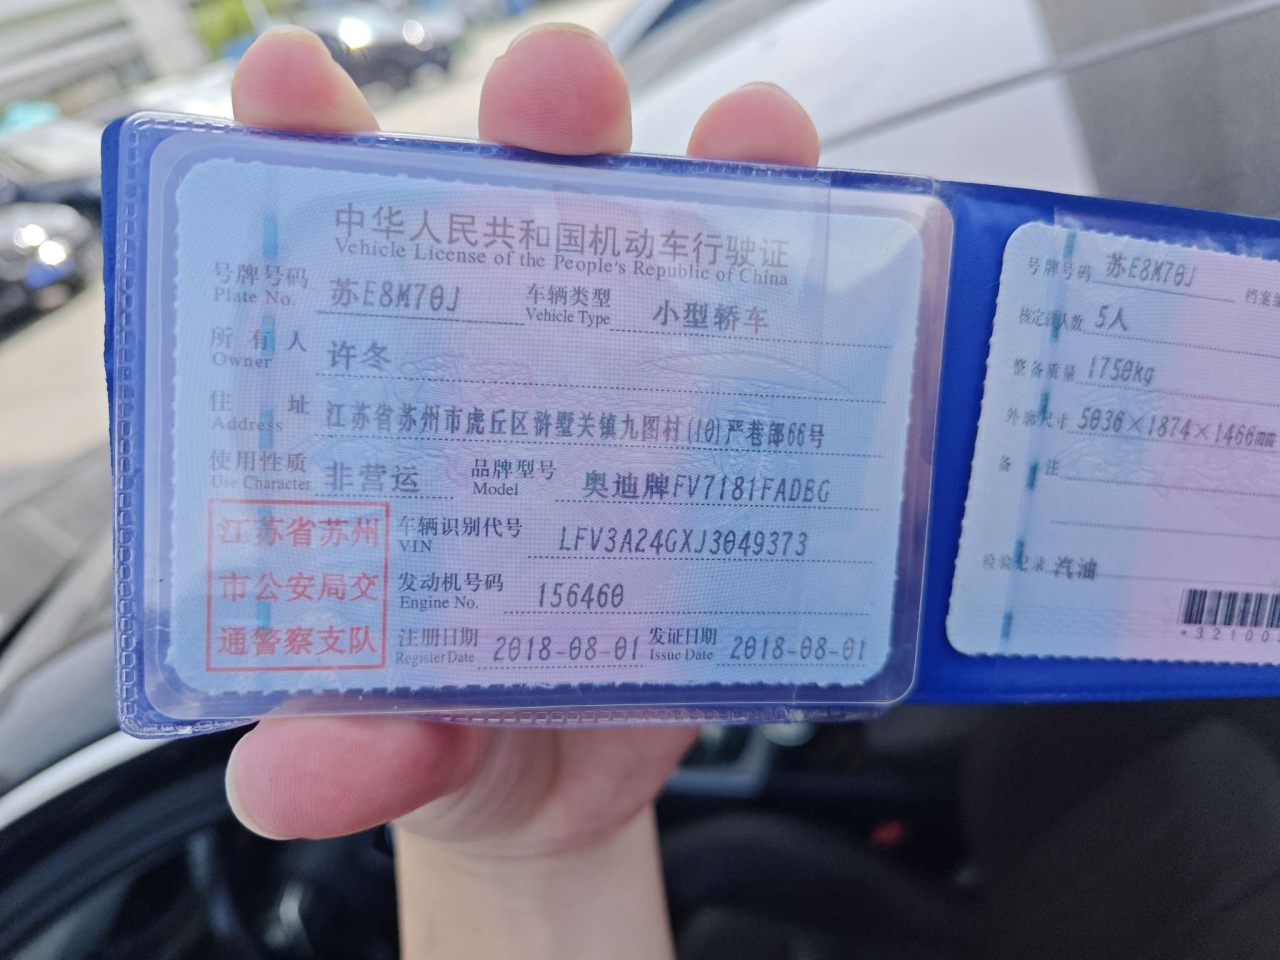 中华人民共和国机动车行驶证
Vehicle License of the People's Republic of China
号牌号码 苏E8M70J 车辆类型 小型轿车
Plate No. Vehicle Type
所有人 许冬
Owner
住址 江苏省苏州市虎丘区浒墅关镇九图村(10)严巷郎66号
Address
使用性质 非营运 品牌型号 奥迪牌FV7181FADBG
Use Character Model
江苏省苏州
市公安局交
通警察支队
车辆识别代号 LFV3A24GXJ3049373
VIN
发动机号码 156460
Engine No.
注册日期 2018-08-01 发证日期 2018-08-01
Register Date Issue Date
号牌号码 苏E8M70J 档案
核定载人数 5人
整备质量 1750kg
外廓尺寸 5036×1874×1466mm
备注
检验记录 汽油
*32100